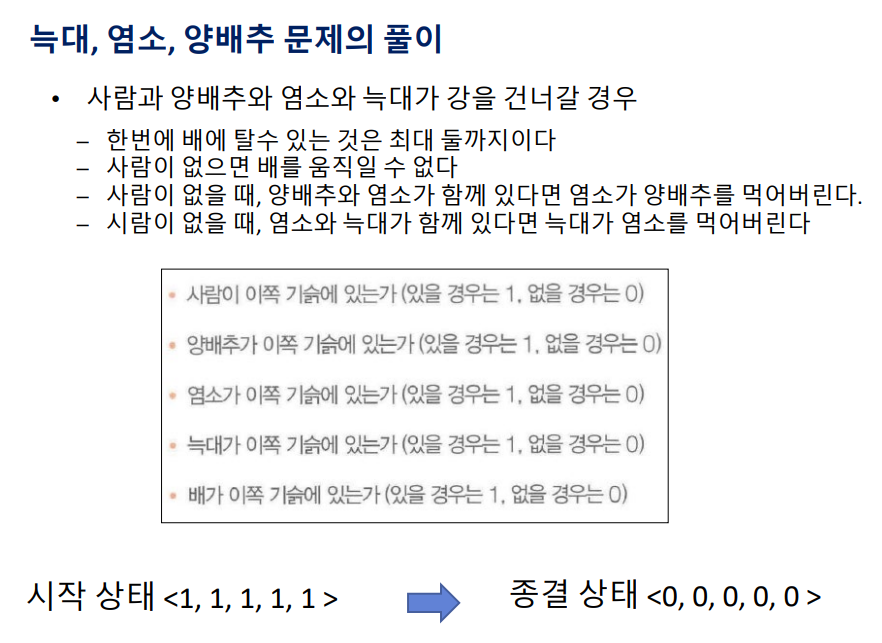 늑대, 염소, 양배추 문제의 풀이
• 사람과 양배추와 염소와 늑대가 강을 건너갈 경우
– 한번에 배에 탈수 있는 것은 최대 둘까지이다
– 사람이 없으면 배를 움직일 수 없다
– 사람이 없을 때, 양배추와 염소가 함께 있다면 염소가 양배추를 먹어버린다.
– 시람이 없을 때, 염소와 늑대가 함께 있다면 늑대가 염소를 먹어버린다
• 사람이 이쪽 기슭에 있는가 (있을 경우는 1, 없을 경우는 0)
• 양배추가 이쪽 기슭에 있는가 (있을 경우는 1, 없을 경우는 0)
• 염소가 이쪽 기슭에 있는가 (있을 경우는 1, 없을 경우는 0)
• 늑대가 이쪽 기슭에 있는가 (있을 경우는 1, 없을 경우는 0)
• 배가 이쪽 기슭에 있는가 (있을 경우는 1, 없을 경우는 0)
시작 상태 <1, 1, 1, 1, 1 > 종결 상태 <0, 0, 0, 0, 0 >